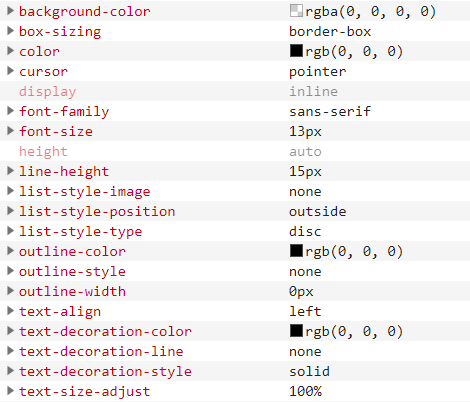 background-color rgba(0, 0, 0, 0)
box-sizing border-box
color rgb(0, 0, 0)
cursor pointer
display inline
font-family sans-serif
font-size 13px
height auto
line-height 15px
list-style-image none
list-style-position outside
list-style-type disc
outline-color rgb(0, 0, 0)
outline-style none
outline-width 0px
text-align left
text-decoration-color rgb(0, 0, 0)
text-decoration-line none
text-decoration-style solid
text-size-adjust 100%